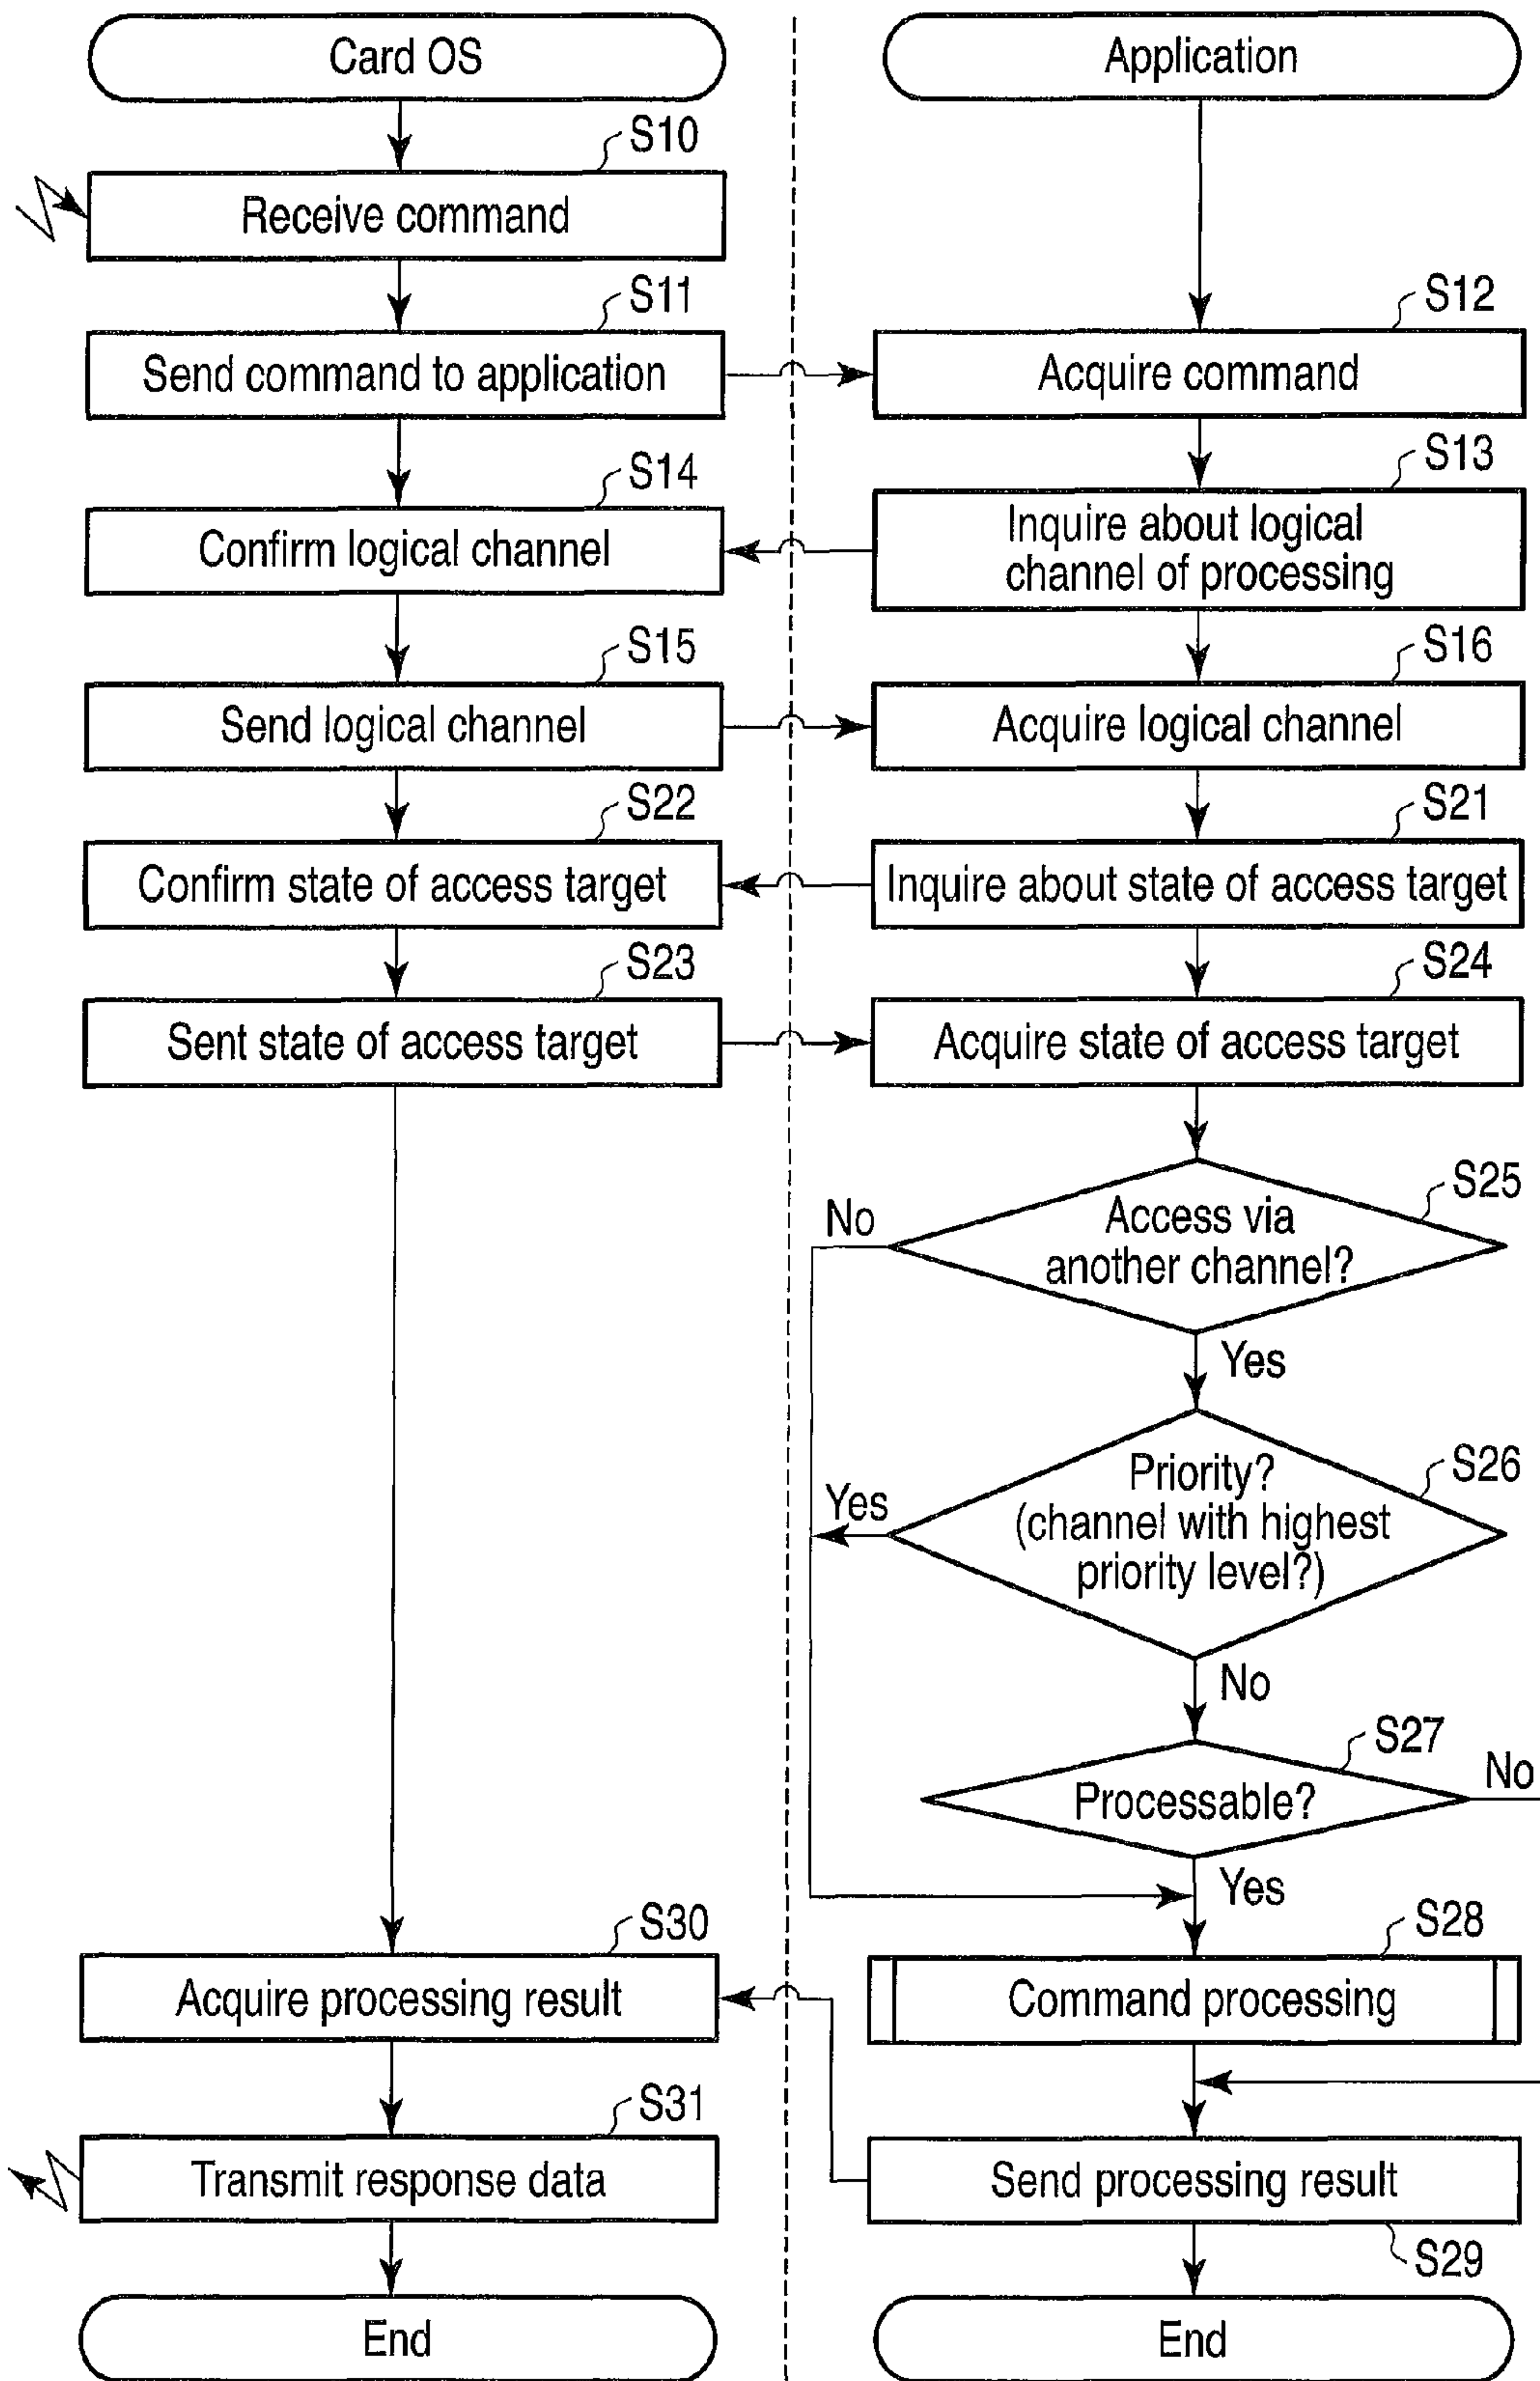 Card OS
Application
S10
Receive command
S11
S12
Send command to application
Acquire command
S14
S13
Confirm logical channel
Inquire about logical
channel of processing
S15
S16
Send logical channel
Acquire logical channel
S22
S21
Confirm state of access target
Inquire about state of access target
S23
S24
Sent state of access target
Acquire state of access target
S25
No
Access via
another channel?
Yes
S26
Yes
Priority?
(channel with highest
priority level?)
No
S27
No
Processable?
Yes
S30
S28
Acquire processing result
Command processing
S31
Transmit response data
Send processing result
S29
End
End